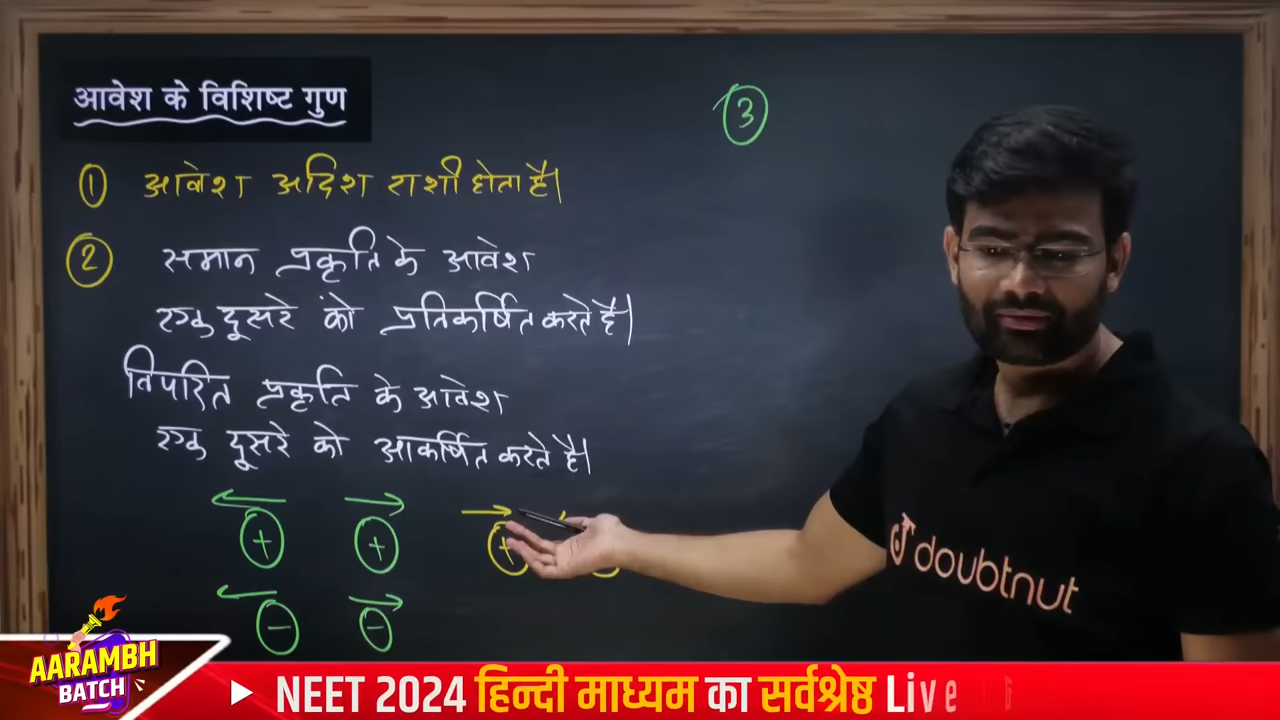 आवेश के विशिष्ट गुण
① आवेश अदिश राशी होता है।
② समान प्रकृति के आवेश
एक दूसरे को प्रतिकर्षित करते है।
विपरित प्रकृति के आवेश
एक दूसरे को आकर्षित करते है।
+ + +
- -
③
doubtnut
AARAMBH
BATCH
NEET 2024 हिन्दी माध्यम का सर्वश्रेष्ठ Live